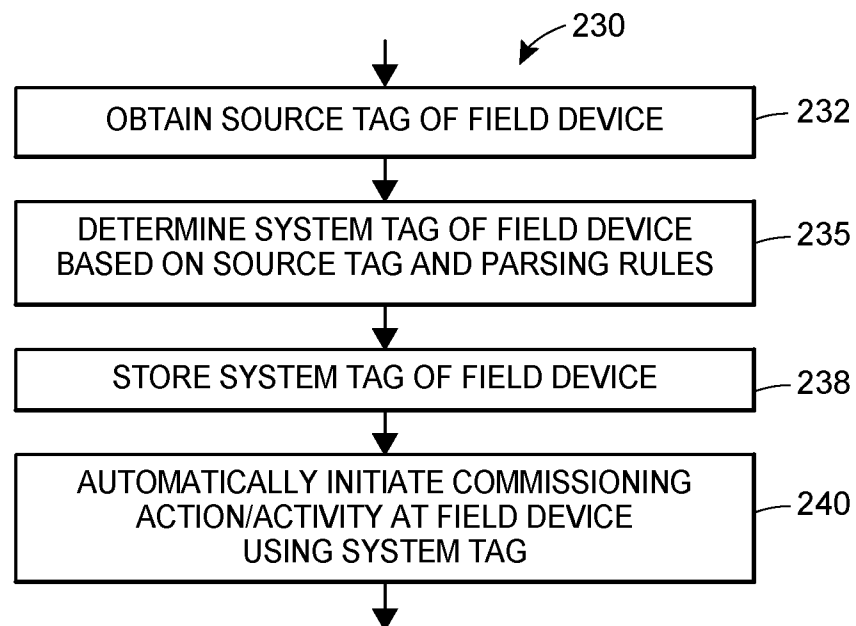 230
OBTAIN SOURCE TAG OF FIELD DEVICE
232
DETERMINE SYSTEM TAG OF FIELD DEVICE
BASED ON SOURCE TAG AND PARSING RULES
235
STORE SYSTEM TAG OF FIELD DEVICE
238
AUTOMATICALLY INITIATE COMMISSIONING
ACTION/ACTIVITY AT FIELD DEVICE
USING SYSTEM TAG
240